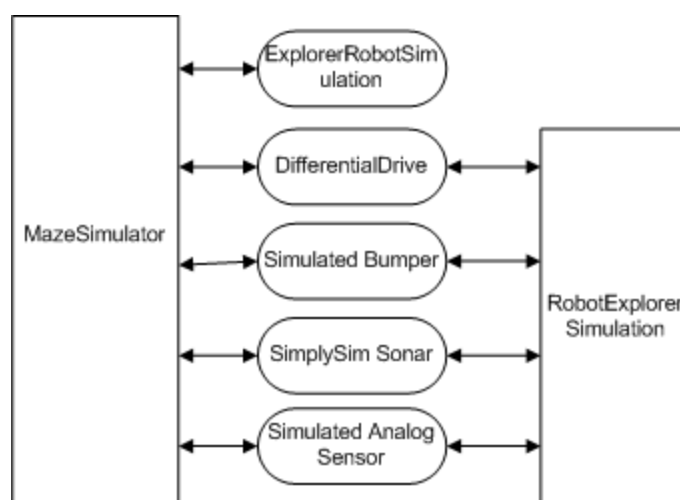 ExplorerRobotSim
ulation
DifferentialDrive
MazeSimulator
Simulated Bumper
RobotExplorer
Simulation
SimplySim Sonar
Simulated Analog
Sensor